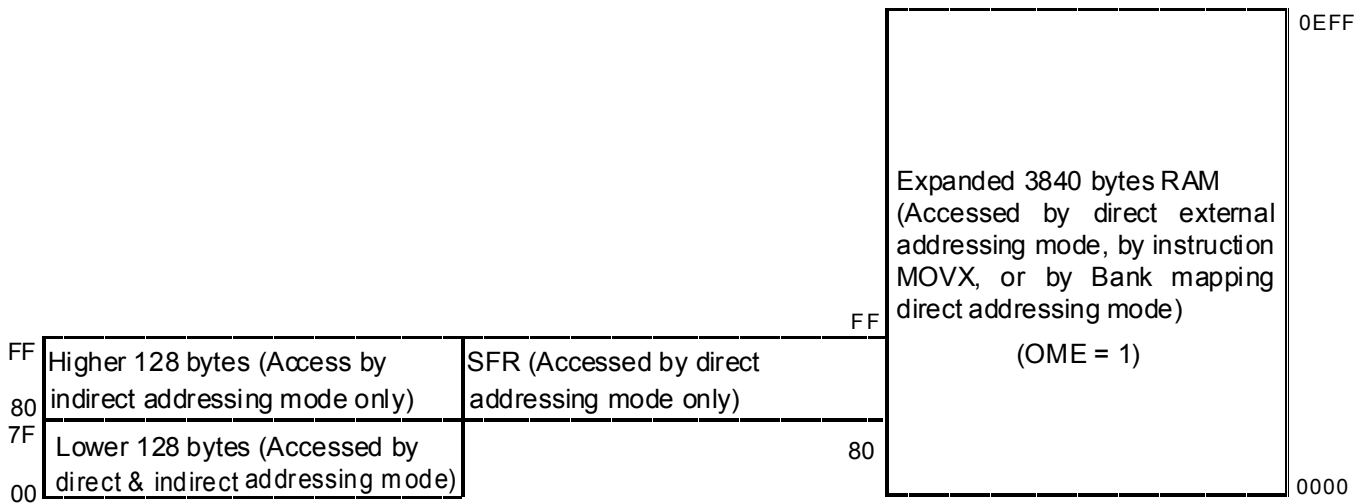 0EFF
Expanded 3840 bytes RAM
(Accessed by direct external
addressing mode, by instruction
MOVX, or by Bank mapping
direct addressing mode)
(OME = 1)
0000
FF
FF
Higher 128 bytes (Access by
indirect addressing mode only)
80
SFR (Accessed by direct
addressing mode only)
80
7F
Lower 128 bytes (Accessed by
direct & indirect addressing mode)
00